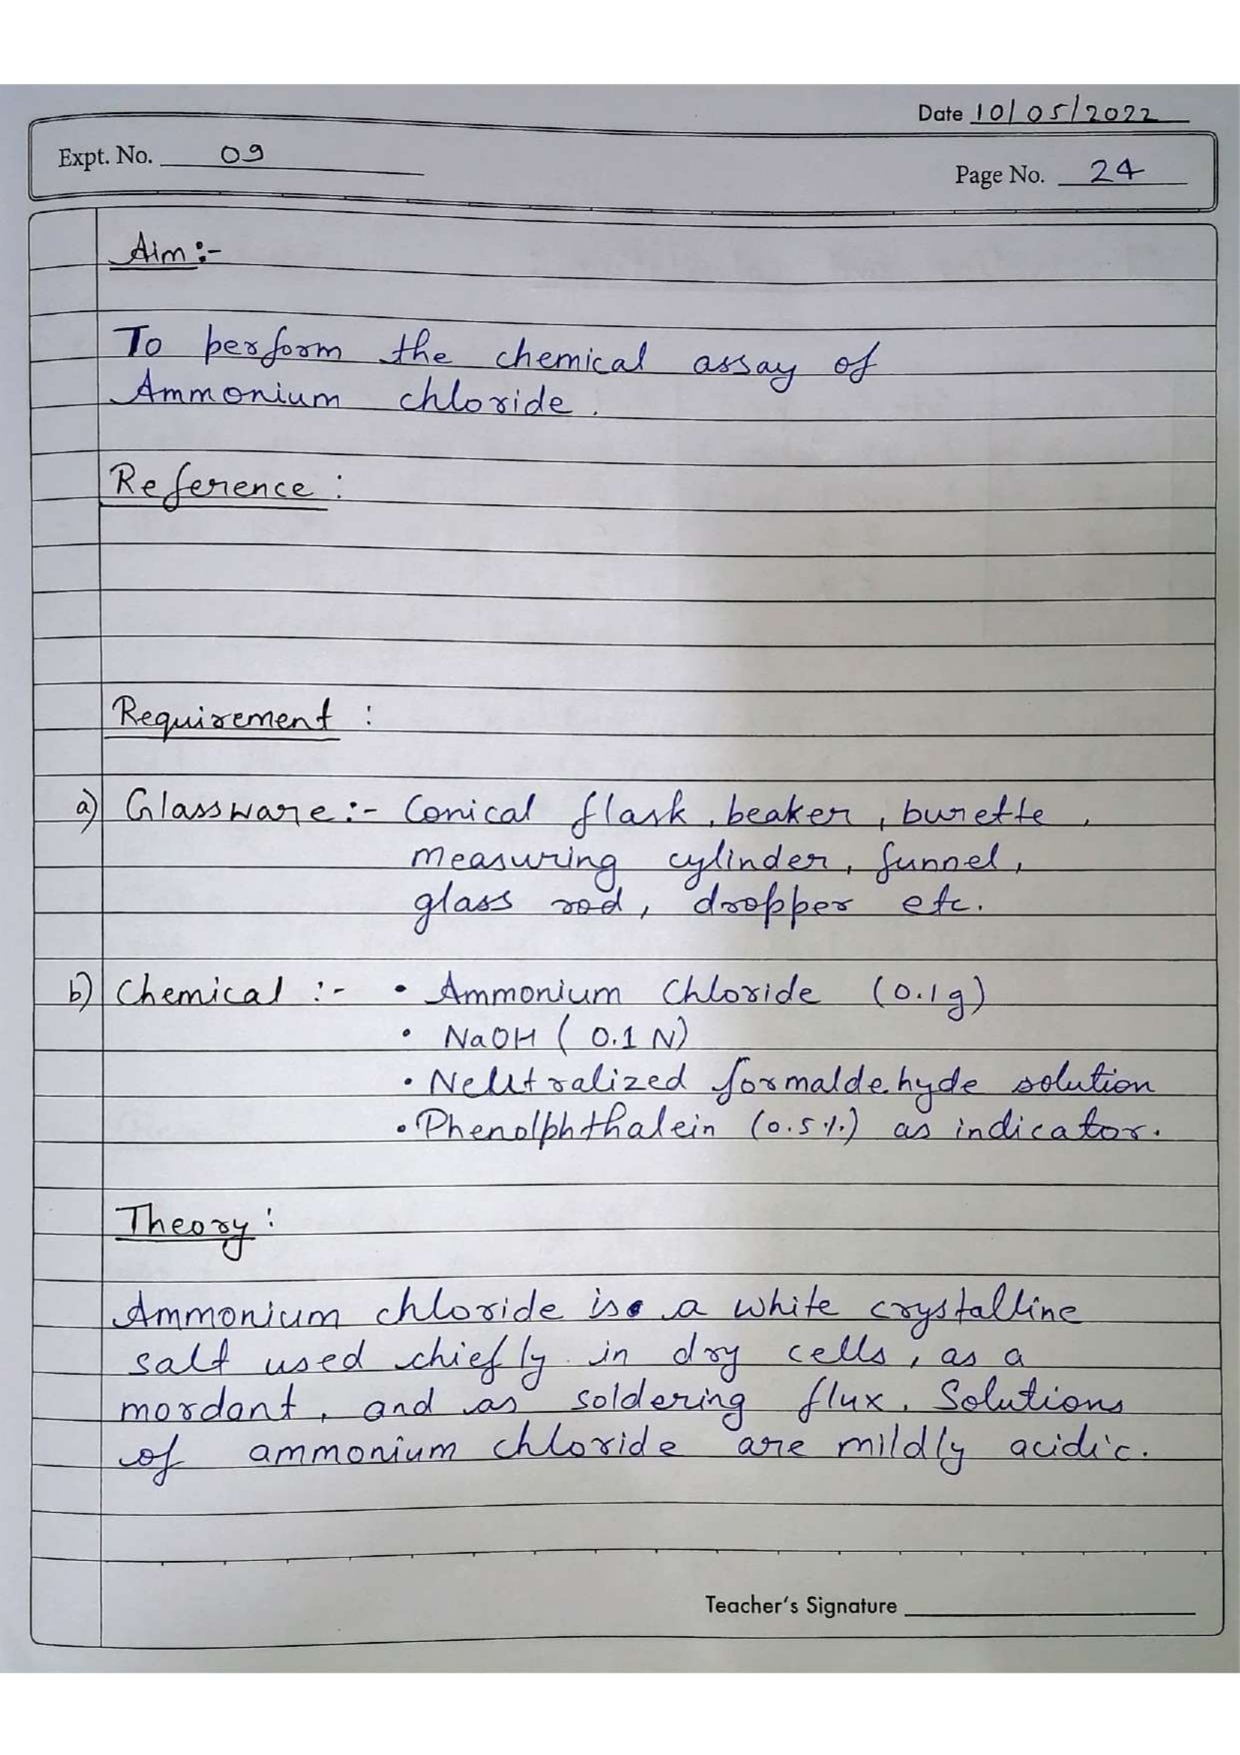 Date 10/05/2022
Expt. No. 09
Page No. 24
Aim :-
To perform the chemical assay of
Ammonium chloride.
Reference :
Requirement :
a) Glassware :- Conical flask, beaker, burette,
measuring cylinder, funnel,
glass rod, dropper etc.
b) Chemical :- • Ammonium Chloride (0.1g)
• NaOH (0.1 N)
• Neutralized formaldehyde solution
• Phenolphthalein (0.5%) as indicator.
Theory :
Ammonium chloride is a white crystalline
salt used chiefly in dry cells, as a
mordant, and as soldering flux. Solutions
of ammonium chloride are mildly acidic.
Teacher's Signature